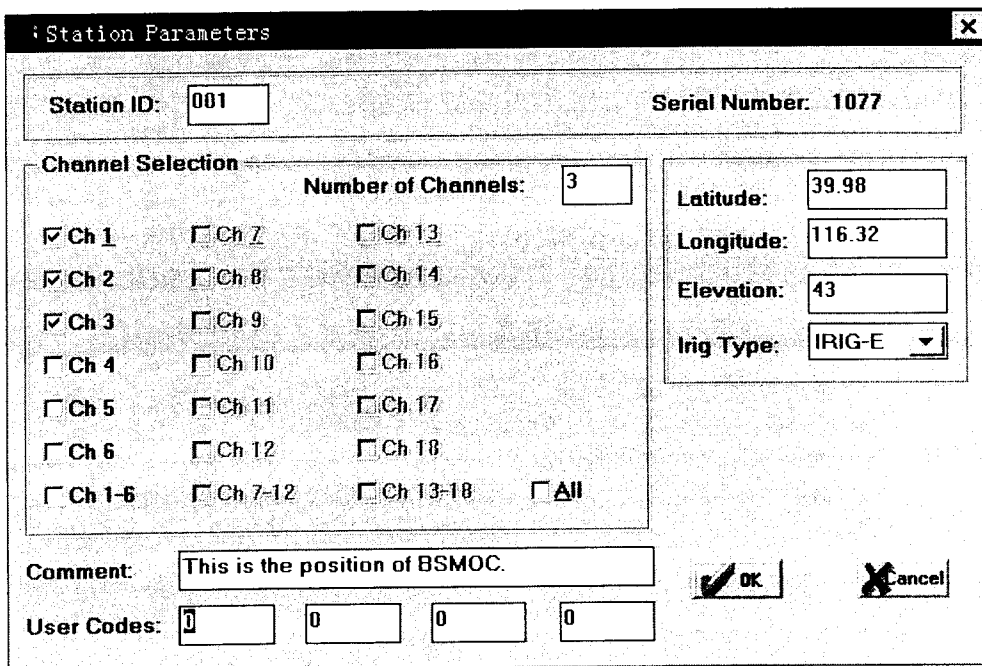 Station Parameters
Station ID: 001 Serial Number: 1077
Channel Selection
Number of Channels: 3
Ch 1 Ch 7 Ch 13
Ch 2 Ch 8 Ch 14
Ch 3 Ch 9 Ch 15
Ch 4 Ch 10 Ch 16
Ch 5 Ch 11 Ch 17
Ch 6 Ch 12 Ch 18
Ch 1-6 Ch 7-12 Ch 13-18 All
Latitude: 39.98
Longitude: 116.32
Elevation: 43
Irig Type: IRIG-E
Comment: This is the position of BSMOC.
OK Cancel
User Codes: 0 0 0 0